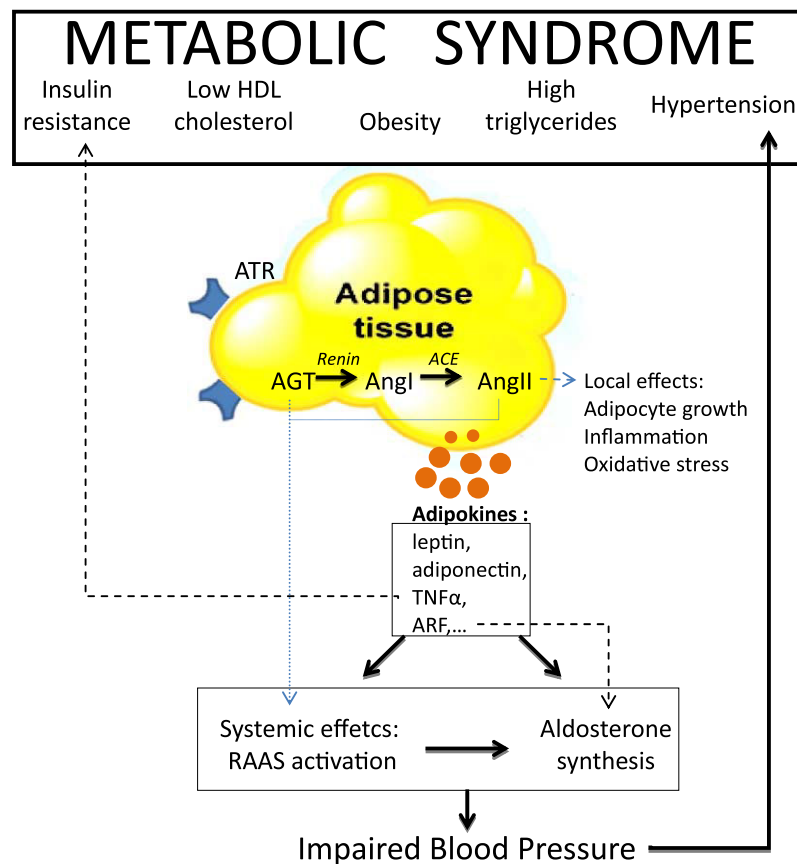 METABOLIC SYNDROME
Insulin
resistance
Low HDL
cholesterol
Obesity
High
triglycerides
Hypertension
ATR
Adipose
tissue
Renin
ACE
AGT
AngI
AngII
Local effects:
Adipocyte growth
Inflammation
Oxidative stress
Adipokines :
leptin,
adiponectin,
TNFα,
ARF,...
Systemic effetcs:
RAAS activation
Aldosterone
synthesis
Impaired Blood Pressure